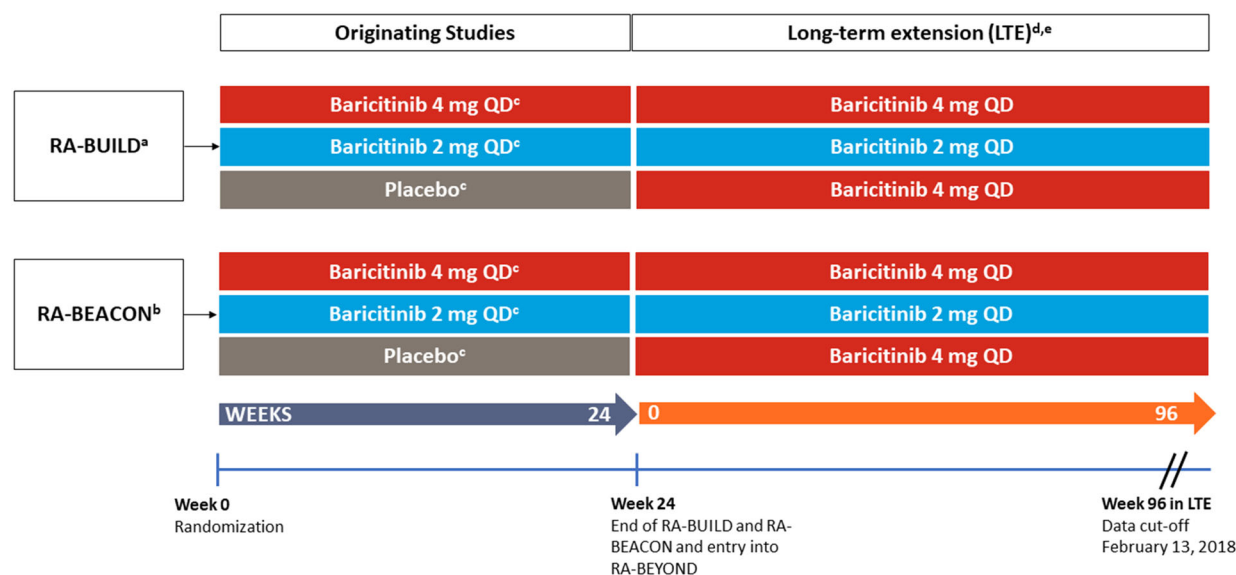 Originating Studies
Long-term extension (LTE)ᵈ,ᵉ
RA-BUILDᵃ
Baricitinib 4 mg QDᶜ
Baricitinib 4 mg QD
Baricitinib 2 mg QDᶜ
Baricitinib 2 mg QD
Placeboᶜ
Baricitinib 4 mg QD
RA-BEACONᵇ
Baricitinib 4 mg QDᶜ
Baricitinib 4 mg QD
Baricitinib 2 mg QDᶜ
Baricitinib 2 mg QD
Placeboᶜ
Baricitinib 4 mg QD
WEEKS 24
0 96
Week 0
Randomization
Week 24
End of RA-BUILD and RA-
BEACON and entry into
RA-BEYOND
Week 96 in LTE
Data cut-off
February 13, 2018